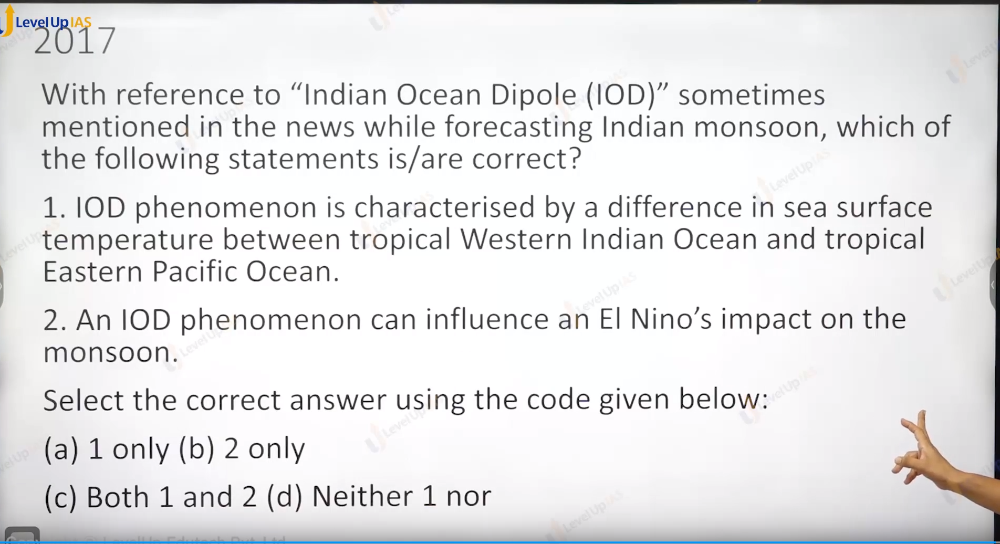 LevelUp IAS
2017
With reference to “Indian Ocean Dipole (IOD)” sometimes
mentioned in the news while forecasting Indian monsoon, which of
the following statements is/are correct?
1. IOD phenomenon is characterised by a difference in sea surface
temperature between tropical Western Indian Ocean and tropical
Eastern Pacific Ocean.
2. An IOD phenomenon can influence an El Nino’s impact on the
monsoon.
Select the correct answer using the code given below:
(a) 1 only (b) 2 only
(c) Both 1 and 2 (d) Neither 1 nor